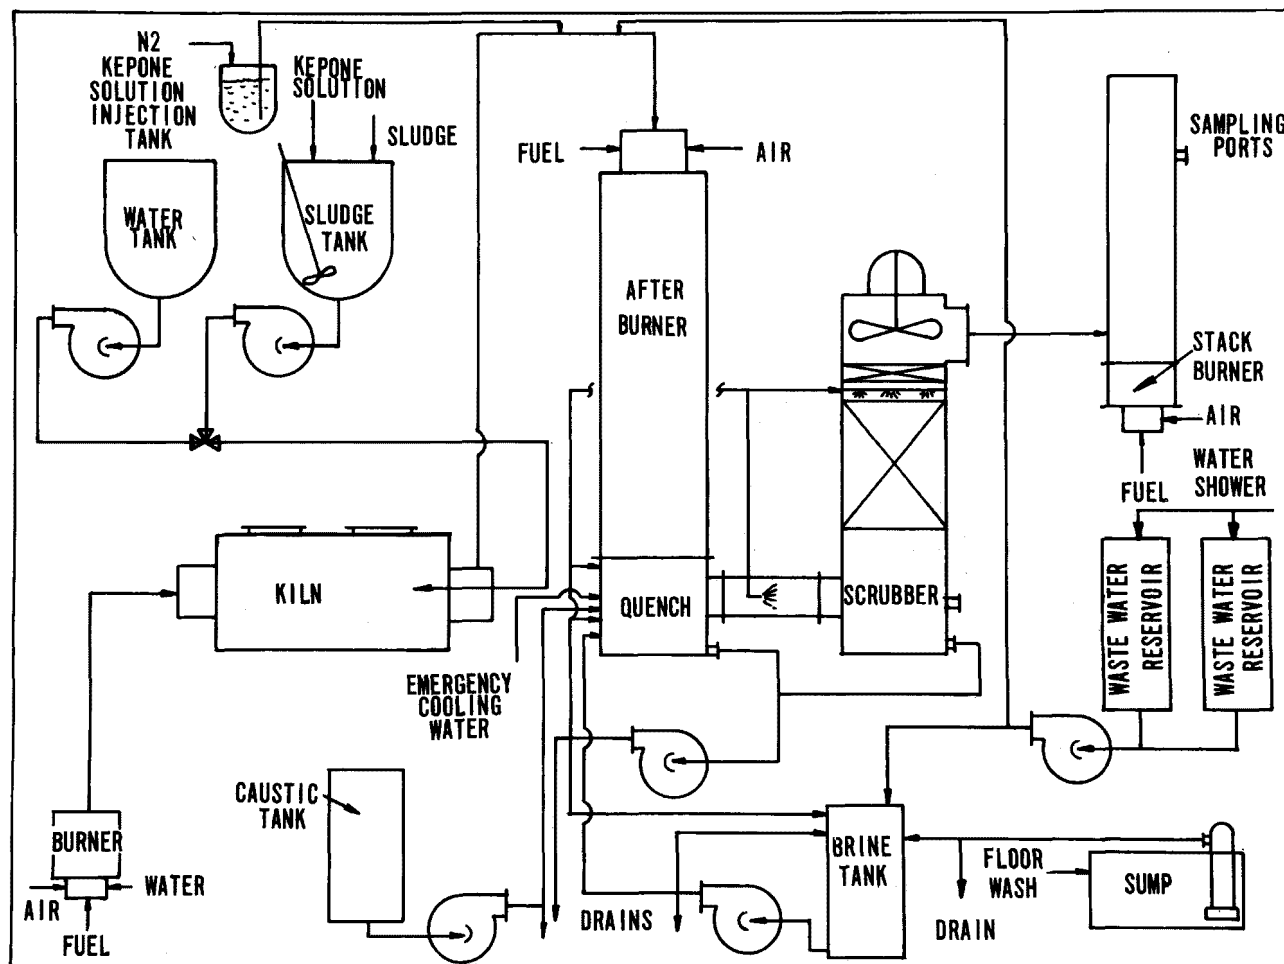 N2
KEPONE
SOLUTION
INJECTION
TANK
KEPONE
SOLUTION
SLUDGE
WATER
TANK
SLUDGE
TANK
FUEL
AIR
SAMPLING
PORTS
AFTER
BURNER
STACK
BURNER
AIR
FUEL
WATER
SHOWER
KILN
QUENCH
SCRUBBER
WASTE WATER
RESERVOIR
WASTE WATER
RESERVOIR
EMERGENCY
COOLING
WATER
CAUSTIC
TANK
BURNER
WATER
AIR
FUEL
DRAINS
BRINE
TANK
FLOOR
WASH
SUMP
DRAIN